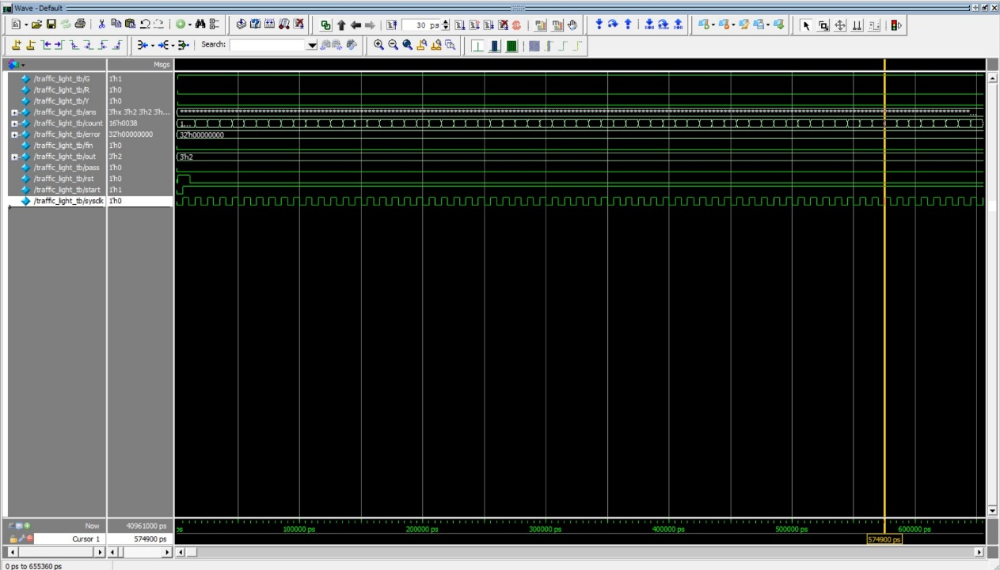 Wave - Default
30 ps
Search:
Msgs
/traffic_light_tb/G 1'h1
/traffic_light_tb/R 1'h0
/traffic_light_tb/Y 1'h0
/traffic_light_tb/ans 3'hx 3'h2 3'h2 3'h...
/traffic_light_tb/count 16'h0038 1...
/traffic_light_tb/error 32'h00000000 32'h00000000
/traffic_light_tb/fin 1'h0
/traffic_light_tb/out 3'h2 3'h2
/traffic_light_tb/pass 1'h0
/traffic_light_tb/rst 1'h0
/traffic_light_tb/start 1'h1
/traffic_light_tb/sysclk 1'h0
Now 40961000 ps ps 100000 ps 200000 ps 300000 ps 400000 ps 500000 ps 600000 ps
Cursor 1 574900 ps 574900 ps
0 ps to 655360 ps